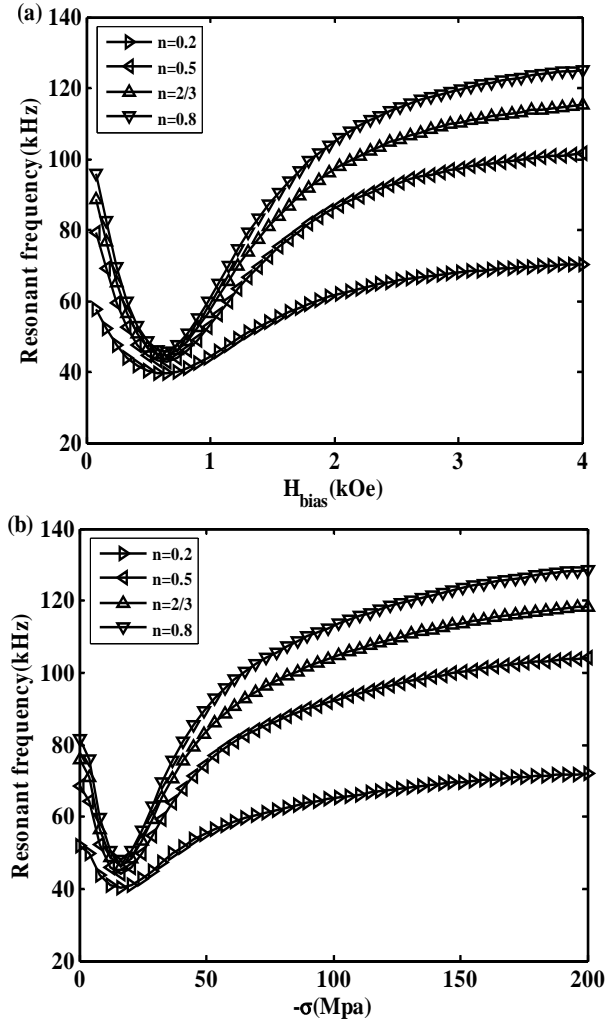 (a)
140
120
100
80
60
40
20
Resonant frequency(kHz)
n=0.2
n=0.5
n=2/3
n=0.8
0 1 2 3 4
H_bias(kOe)
(b)
140
120
100
80
60
40
20
Resonant frequency(kHz)
n=0.2
n=0.5
n=2/3
n=0.8
0 50 100 150 200
-σ(Mpa)